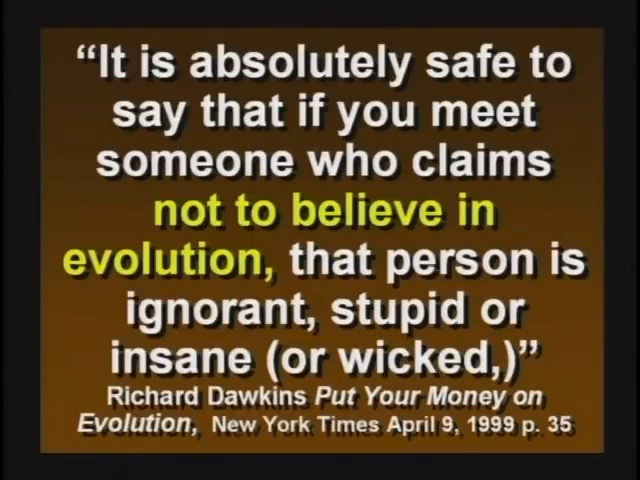 “It is absolutely safe to
say that if you meet
someone who claims
not to believe in
evolution, that person is
ignorant, stupid or
insane (or wicked,)”
Richard Dawkins Put Your Money on
Evolution, New York Times April 9, 1999 p. 35